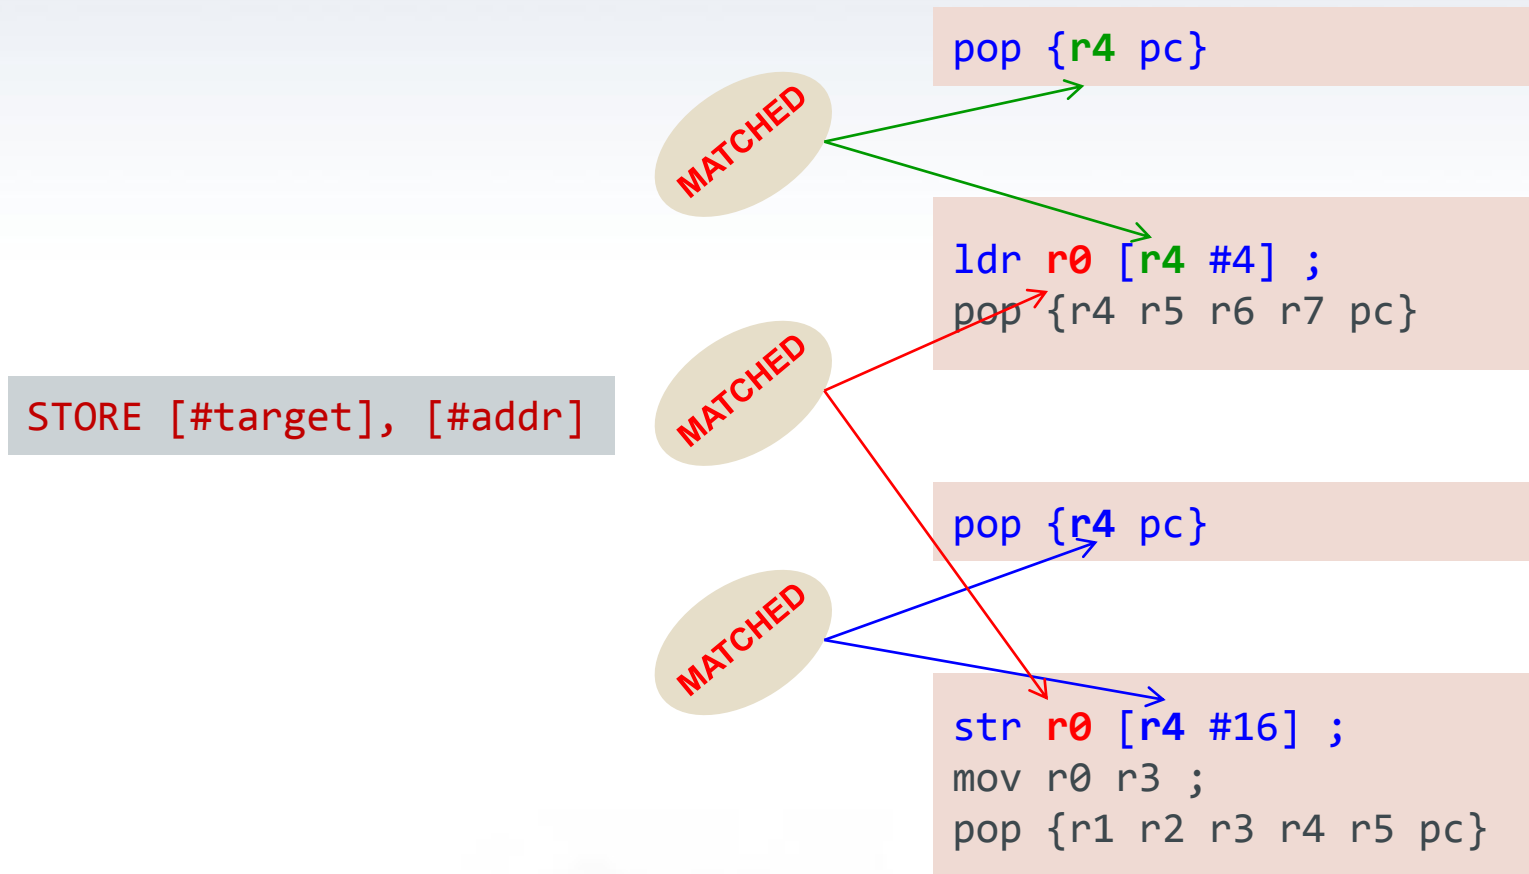 pop {r4 pc}
MATCHED
ldr r0 [r4 #4] ;
pop {r4 r5 r6 r7 pc}
MATCHED
STORE [#target], [#addr]
pop {r4 pc}
MATCHED
str r0 [r4 #16] ;
mov r0 r3 ;
pop {r1 r2 r3 r4 r5 pc}